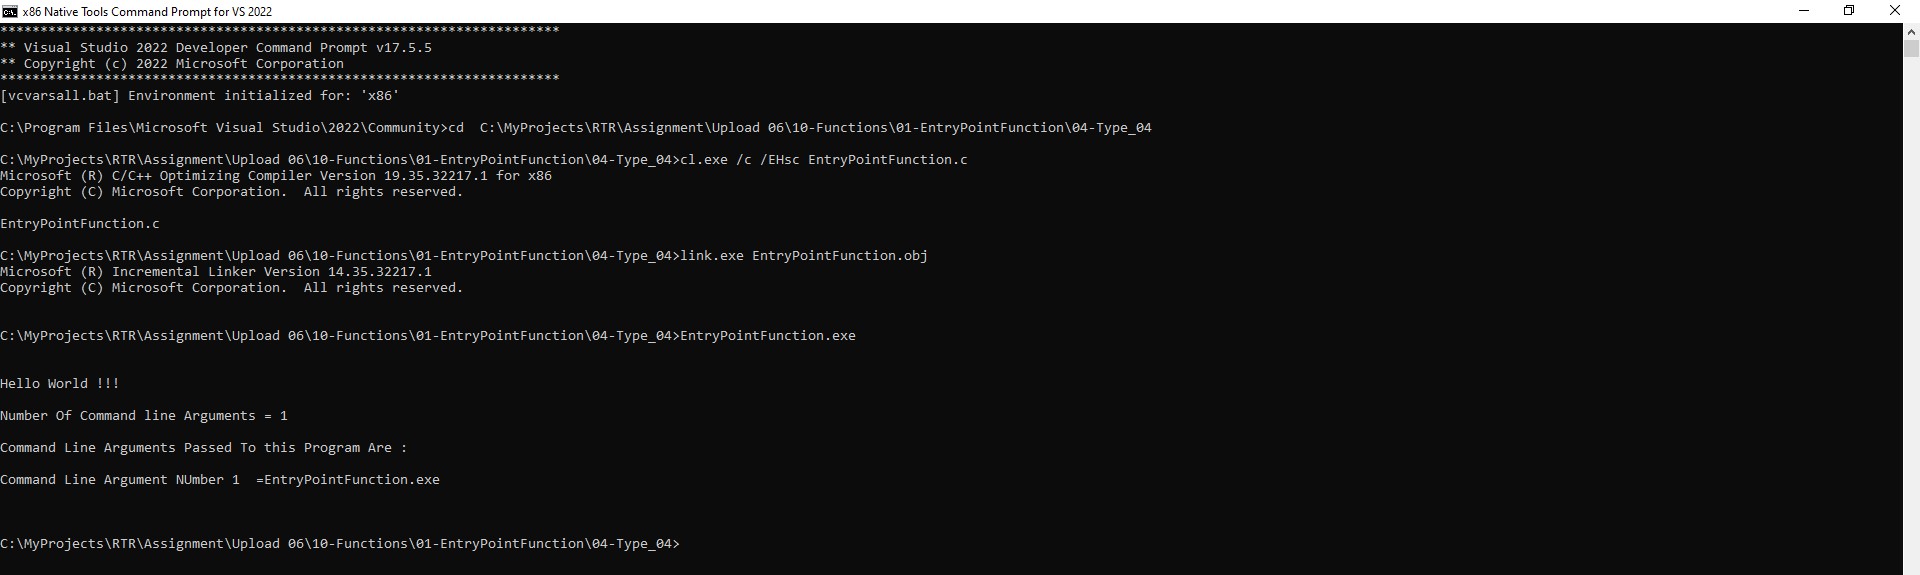 x86 Native Tools Command Prompt for VS 2022
**********************************************************************
** Visual Studio 2022 Developer Command Prompt v17.5.5
** Copyright (c) 2022 Microsoft Corporation
**********************************************************************
[vcvarsall.bat] Environment initialized for: 'x86'
C:\Program Files\Microsoft Visual Studio\2022\Community>cd  C:\MyProjects\RTR\Assignment\Upload 06\10-Functions\01-EntryPointFunction\04-Type_04
C:\MyProjects\RTR\Assignment\Upload 06\10-Functions\01-EntryPointFunction\04-Type_04>cl.exe /c /EHsc EntryPointFunction.c
Microsoft (R) C/C++ Optimizing Compiler Version 19.35.32217.1 for x86
Copyright (C) Microsoft Corporation.  All rights reserved.
EntryPointFunction.c
C:\MyProjects\RTR\Assignment\Upload 06\10-Functions\01-EntryPointFunction\04-Type_04>link.exe EntryPointFunction.obj
Microsoft (R) Incremental Linker Version 14.35.32217.1
Copyright (C) Microsoft Corporation.  All rights reserved.
C:\MyProjects\RTR\Assignment\Upload 06\10-Functions\01-EntryPointFunction\04-Type_04>EntryPointFunction.exe
Hello World !!!
Number Of Command line Arguments = 1
Command Line Arguments Passed To this Program Are :
Command Line Argument NUmber 1  =EntryPointFunction.exe
C:\MyProjects\RTR\Assignment\Upload 06\10-Functions\01-EntryPointFunction\04-Type_04>